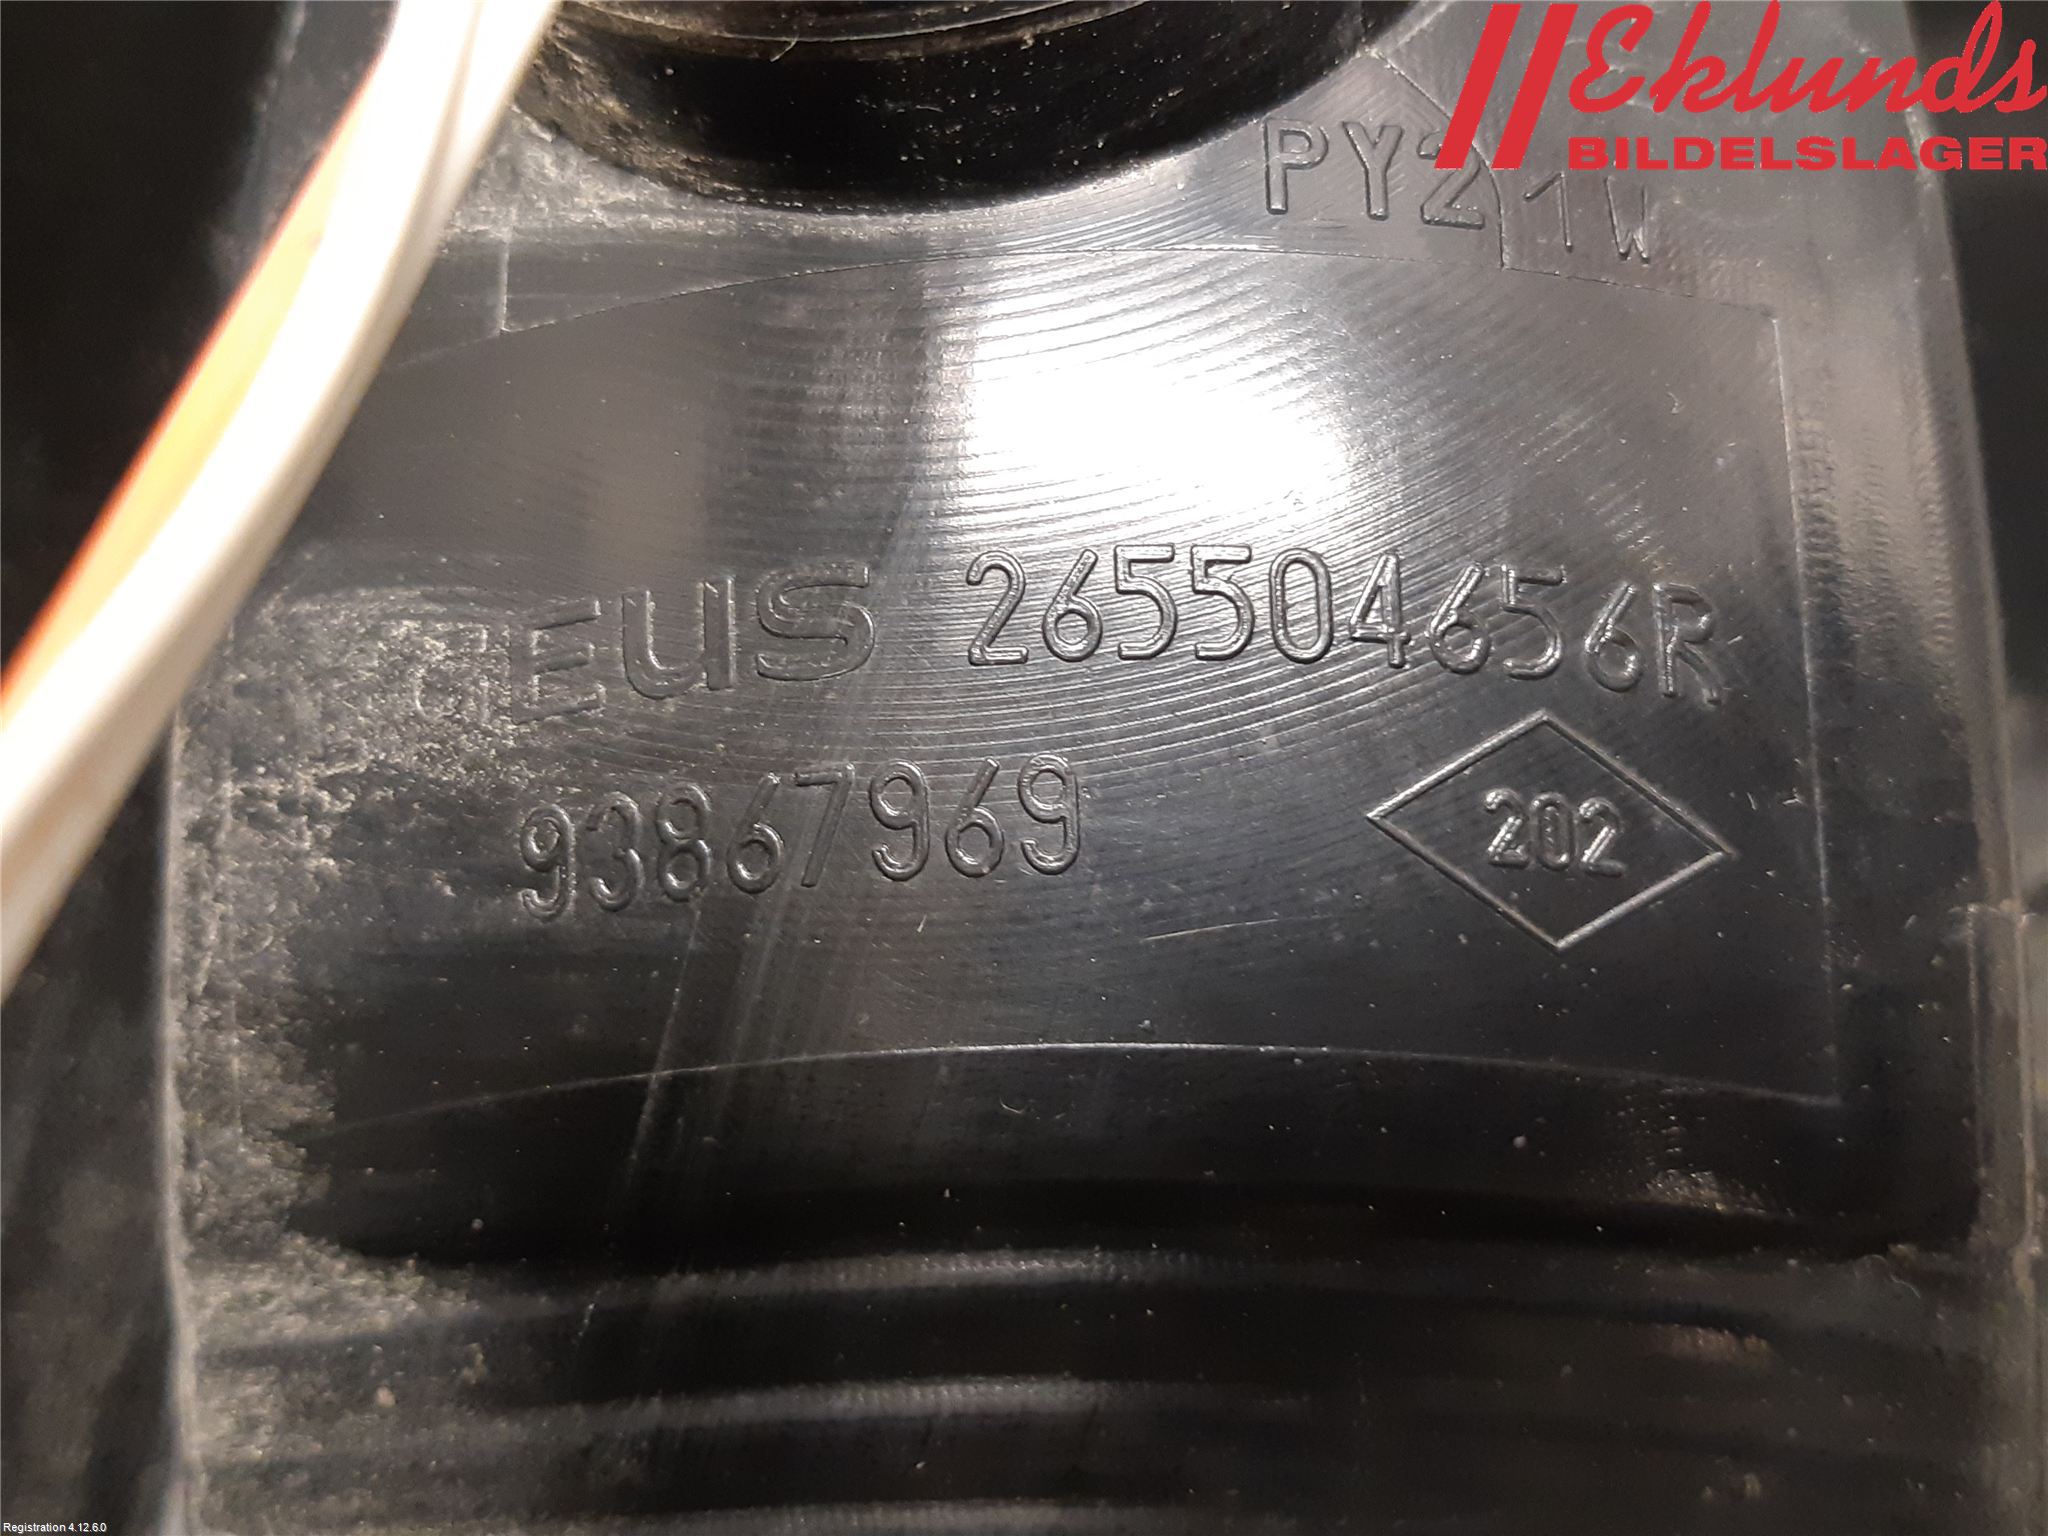 Eklunds
BILDELSLAGER
PY21W
EUS 265504656R
93867969
202
Registration 4.12.6.0